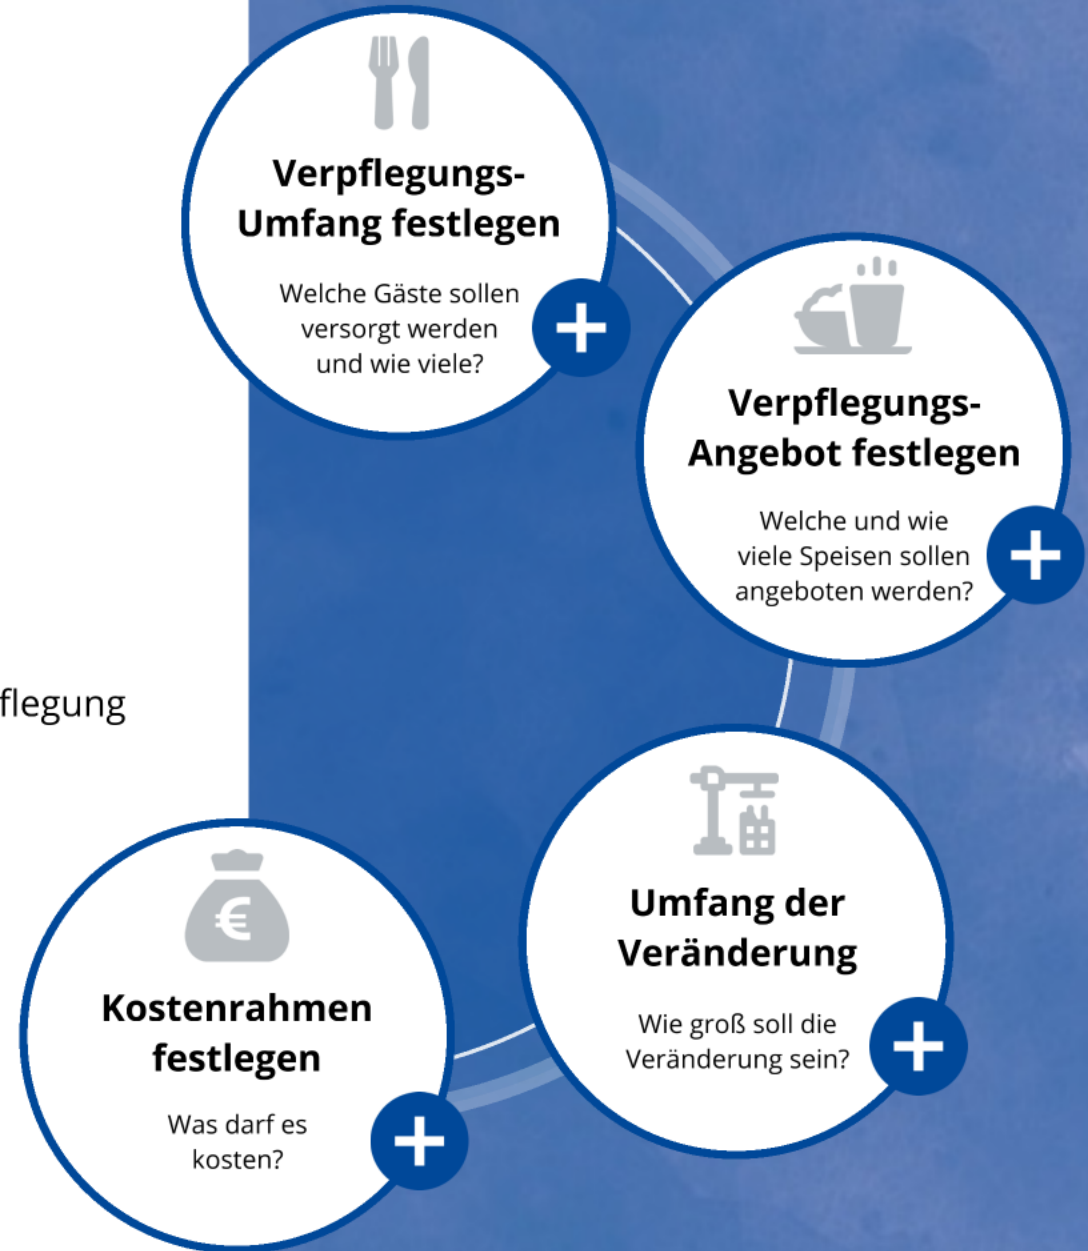 Verpflegungs-
Umfang festlegen
Welche Gäste sollen
versorgt werden
und wie viele?
Verpflegungs-
Angebot festlegen
Welche und wie
viele Speisen sollen
angeboten werden?
flegung
Umfang der
Veränderung
Wie groß soll die
Veränderung sein?
€
Kostenrahmen
festlegen
Was darf es
kosten?